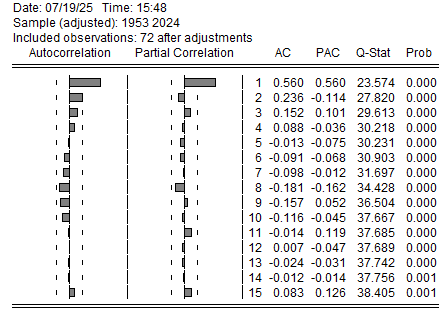 Date: 07/19/25 Time: 15:48
Sample (adjusted): 1953 2024
Included observations: 72 after adjustments
Autocorrelation Partial Correlation AC PAC Q-Stat Prob
1 0.560 0.560 23.574 0.000
2 0.236 -0.114 27.820 0.000
3 0.152 0.101 29.613 0.000
4 0.088 -0.036 30.218 0.000
5 -0.013 -0.075 30.231 0.000
6 -0.091 -0.068 30.903 0.000
7 -0.098 -0.012 31.697 0.000
8 -0.181 -0.162 34.428 0.000
9 -0.157 0.052 36.504 0.000
10 -0.116 -0.045 37.667 0.000
11 -0.014 0.119 37.685 0.000
12 0.007 -0.047 37.689 0.000
13 -0.024 -0.031 37.742 0.000
14 -0.012 -0.014 37.756 0.001
15 0.083 0.126 38.405 0.001